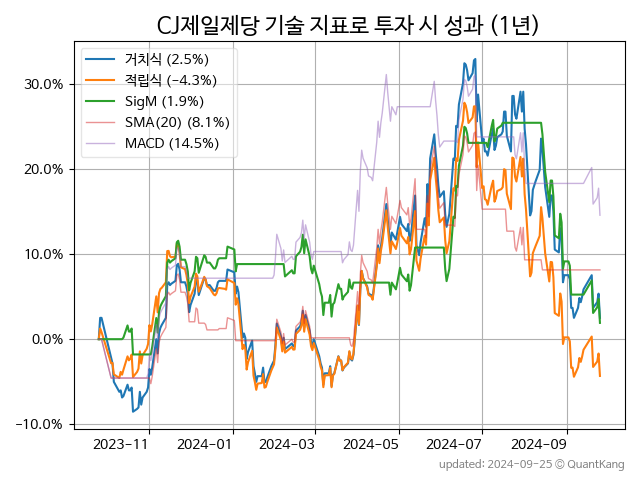 CJ제일제당 기술 지표로 투자 시 성과 (1년)
거치식 (2.5%)
적립식 (−4.3%)
SigM (1.9%)
SMA(20) (8.1%)
MACD (14.5%)
30.0%
20.0%
10.0%
0.0%
−10.0%
2023−11 2024−01 2024−03 2024−05 2024−07 2024−09
updated: 2024−09−25 © QuantKang